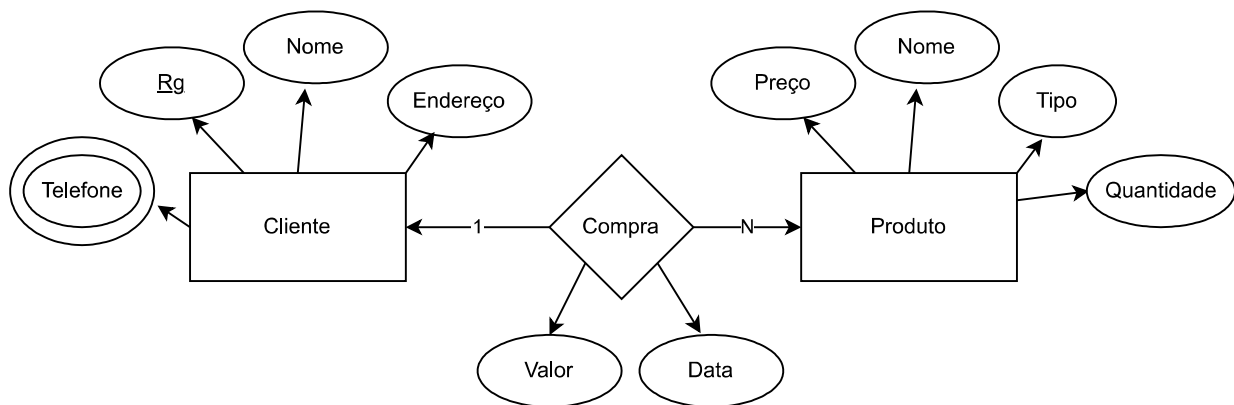 Nome
Nome
Rg
Preço
Endereço
Tipo
Telefone
Quantidade
Cliente
1
Compra
N
Produto
Valor
Data